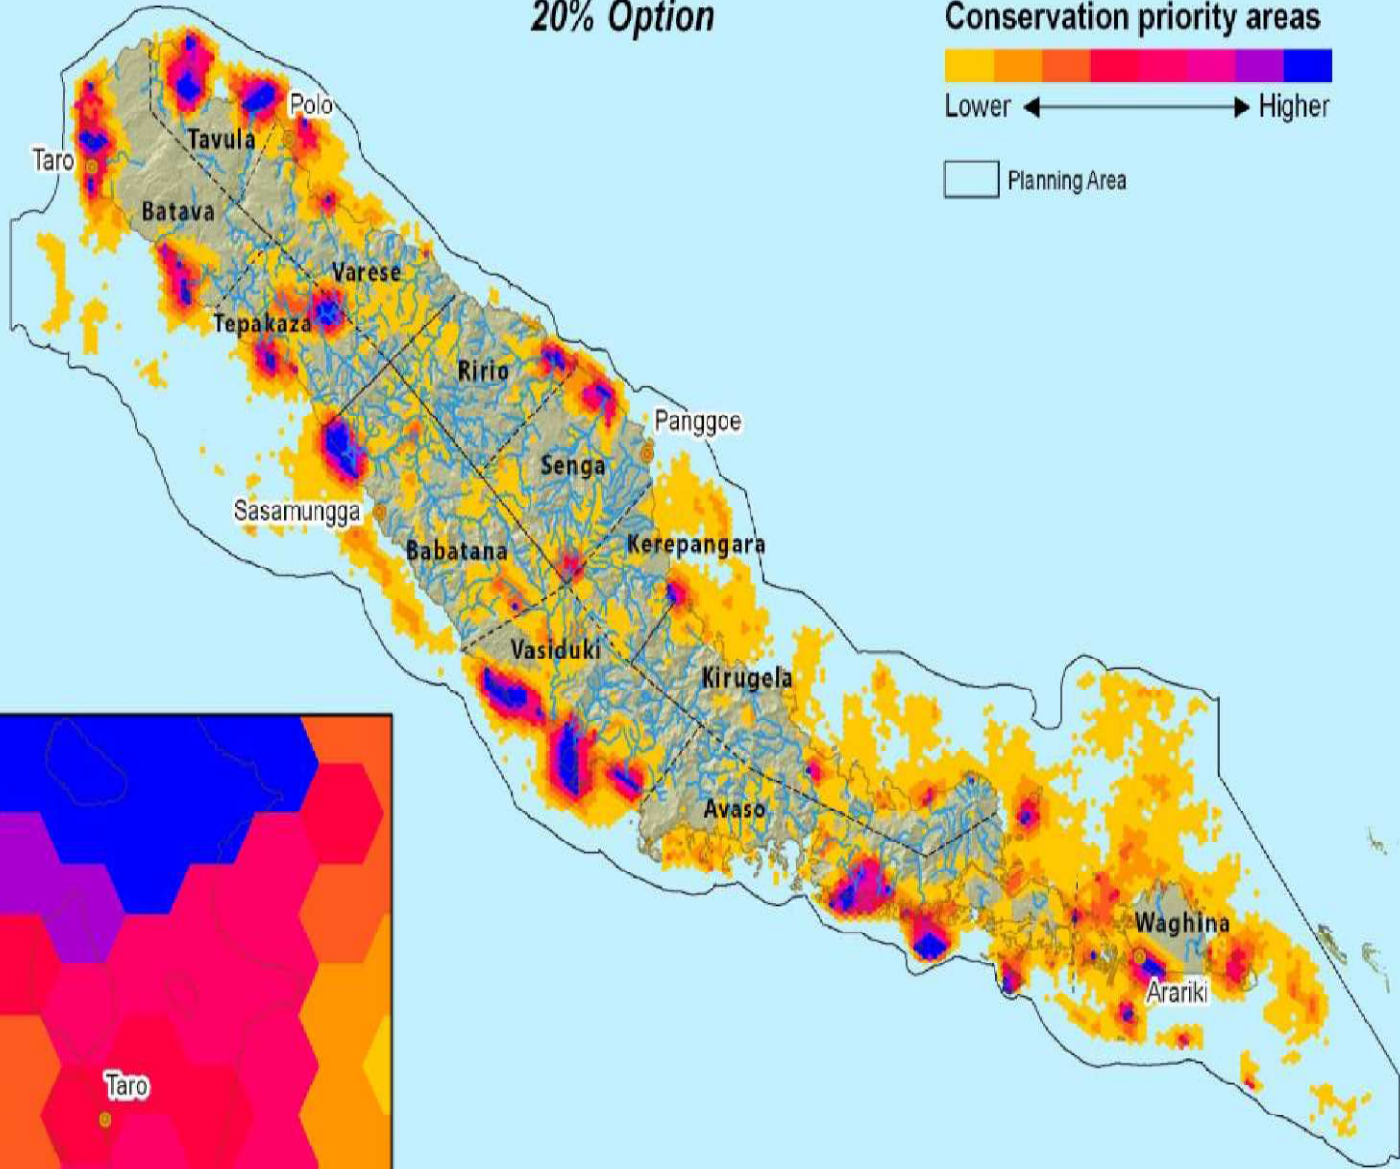 20% Option
Conservation priority areas
Lower Higher
Planning Area
Polo
Tavula
Taro
Batava
Varese
Tepakaza
Ririo
Panggoe
Senga
Sasamungga
Babatana
Kerepangara
Vasiduki
Kirugela
Avaso
Waghina
Arariki
Taro